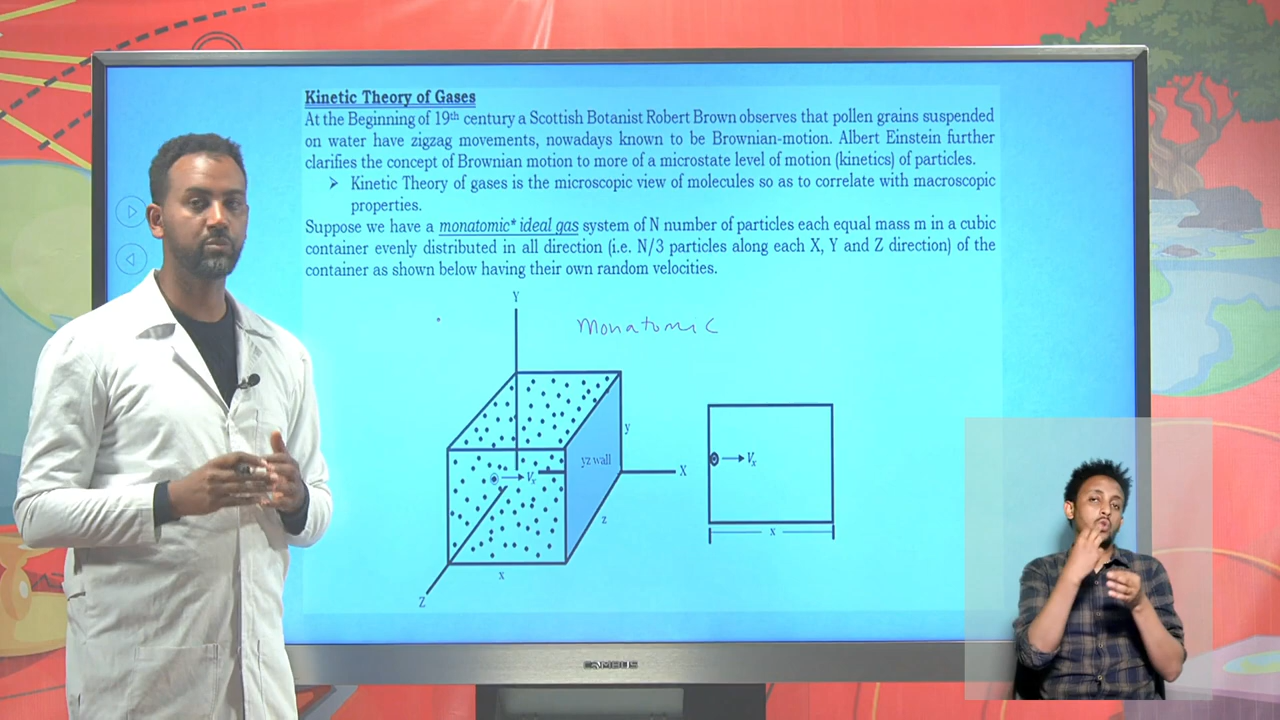 Kinetic Theory of Gases
At the Beginning of 19th century a Scottish Botanist Robert Brown observes that pollen grains suspended
on water have zigzag movements, nowadays known to be Brownian-motion. Albert Einstein further
clarifies the concept of Brownian motion to more of a microstate level of motion (kinetics) of particles.
➢ Kinetic Theory of gases is the microscopic view of molecules so as to correlate with macroscopic
properties.
Suppose we have a monatomic* ideal gas system of N number of particles each equal mass m in a cubic
container evenly distributed in all direction (i.e. N/3 particles along each X, Y and Z direction) of the
container as shown below having their own random velocities.
Y
Monatomic
y
yz wall
X
Vx
Vx
z
x
x
Z